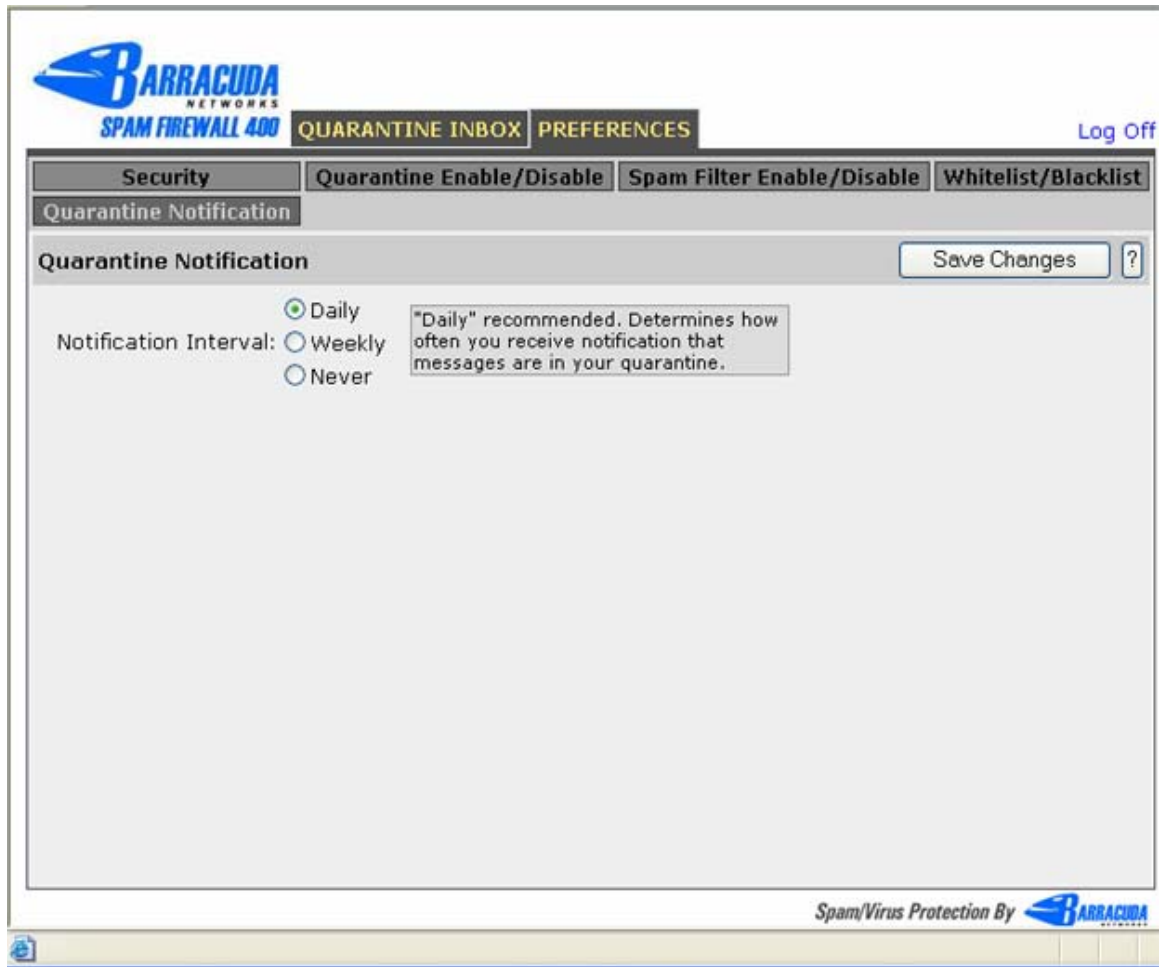 BARRACUDA
NETWORKS
SPAM FIREWALL 400
QUARANTINE INBOX
PREFERENCES
Log Off
Security
Quarantine Enable/Disable
Spam Filter Enable/Disable
Whitelist/Blacklist
Quarantine Notification
Quarantine Notification
Save Changes
?
Notification Interval:
Daily
Weekly
Never
"Daily" recommended. Determines how
often you receive notification that
messages are in your quarantine.
Spam/Virus Protection By
BARRACUDA
NETWORKS